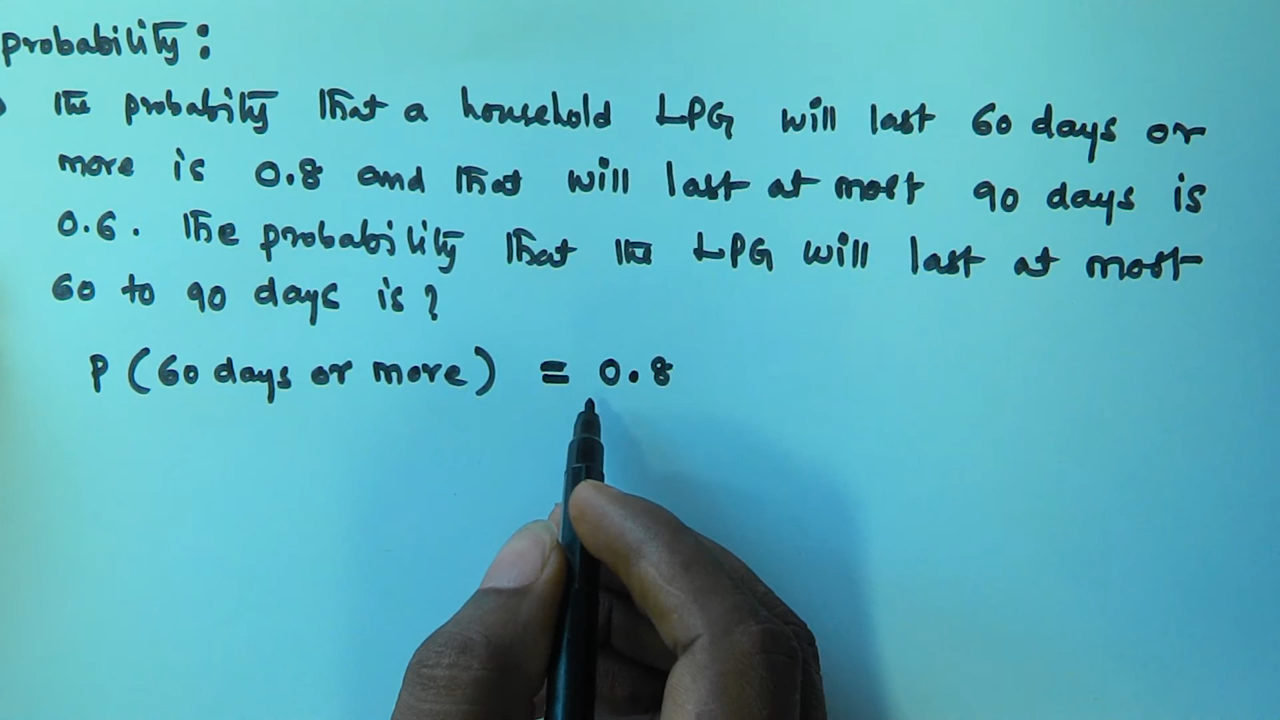 probability:
The probability that a household LPG will last 60 days or
more is 0.8 and that will last at most 90 days is
0.6. The probability that the LPG will last at most
60 to 90 days is?
P (60 days or more) = 0.8